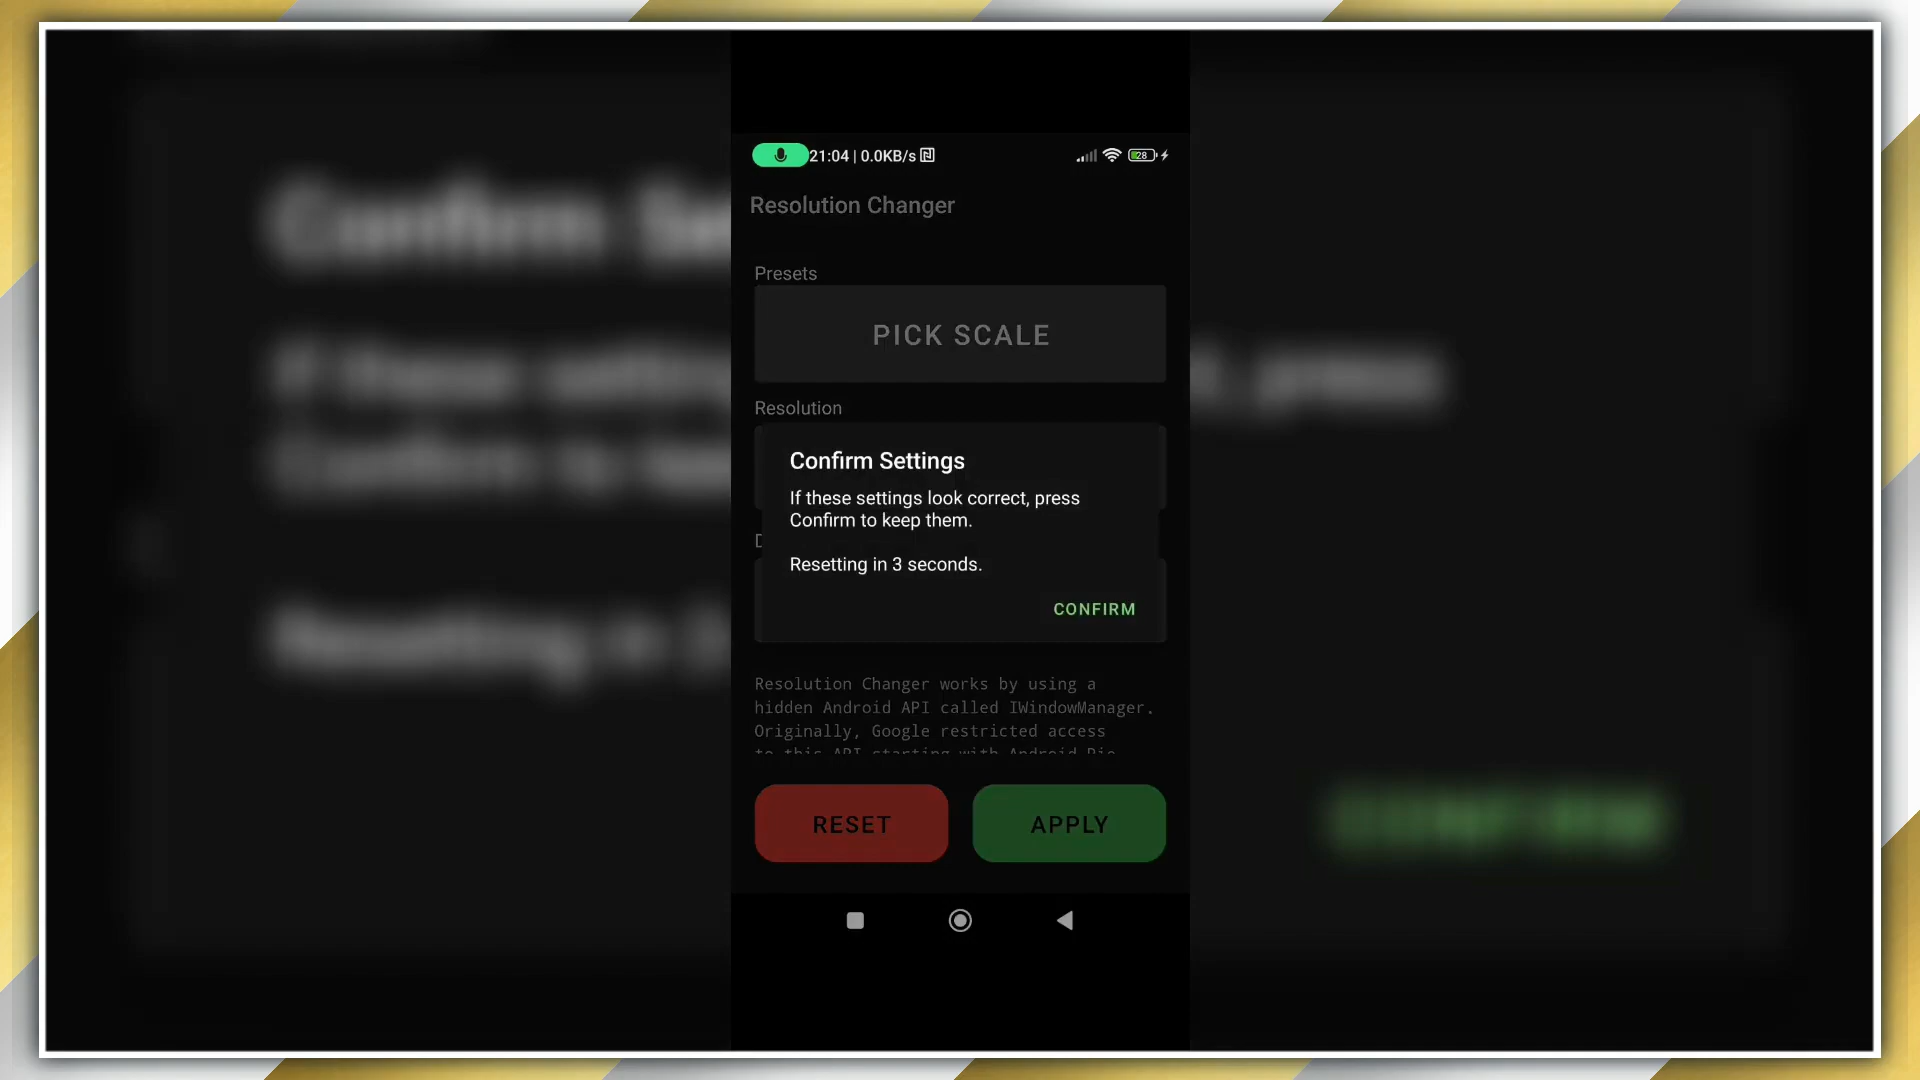 21:04 | 0.0KB/s
28
Resolution Changer
Presets
PICK SCALE
Resolution
Confirm Settings
If these settings look correct, press
Confirm to keep them.
Resetting in 3 seconds.
CONFIRM
Resolution Changer works by using a
hidden Android API called IWindowManager.
Originally, Google restricted access
to this API starting with Android Pie
RESET
APPLY